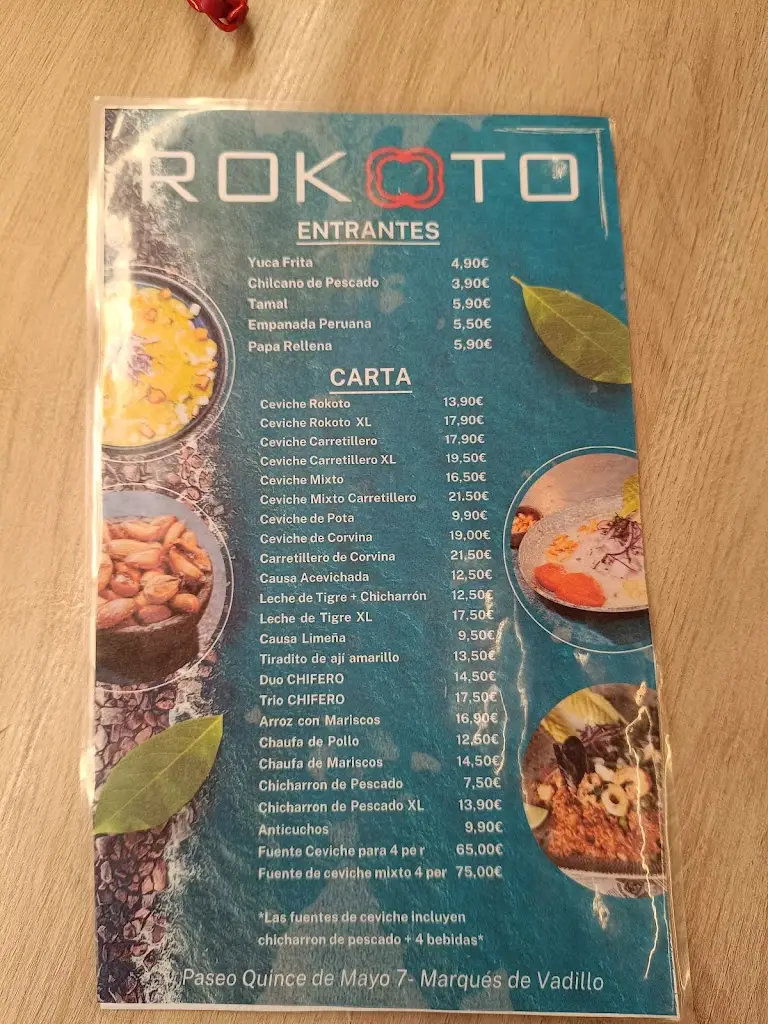 ROKOTO
ENTRANTES
Yuca Frita 4,90€
Chilcano de Pescado 3,90€
Tamal 5,90€
Empanada Peruana 5,50€
Papa Rellena 5,90€
CARTA
Ceviche Rokoto 13,90€
Ceviche Rokoto XL 17,90€
Ceviche Carretillero 17,90€
Ceviche Carretillero XL 19,50€
Ceviche Mixto 16,50€
Ceviche Mixto Carretillero 21.50€
Ceviche de Pota 9,90€
Ceviche de Corvina 19,00€
Carretillero de Corvina 21,50€
Causa Acevichada 12,50€
Leche de Tigre + Chicharrón 12,50€
Leche de Tigre XL 17,50€
Causa Limeña 9,50€
Tiradito de ají amarillo 13,50€
Duo CHIFERO 14,50€
Trio CHIFERO 17,50€
Arroz con Mariscos 16,90€
Chaufa de Pollo 12,50€
Chaufa de Mariscos 14,50€
Chicharron de Pescado 7,50€
Chicharron de Pescado XL 13,90€
Anticuchos 9,90€
Fuente Ceviche para 4 per 65,00€
Fuente de ceviche mixto 4 per 75,00€
*Las fuentes de ceviche incluyen
chicharron de pescado + 4 bebidas*
Paseo Quince de Mayo 7- Marqués de Vadillo